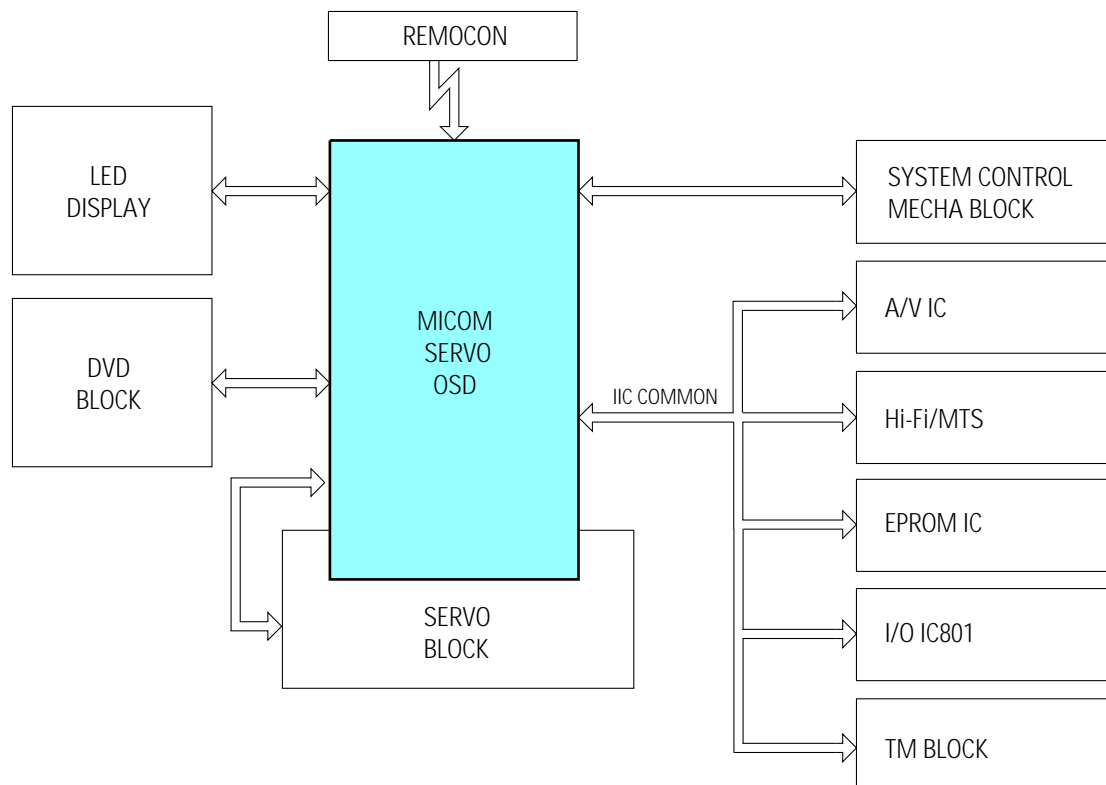 REMOCON
LED
DISPLAY
DVD
BLOCK
MICOM
SERVO
OSD
SERVO
BLOCK
IIC COMMON
SYSTEM CONTROL
MECHA BLOCK
A/V IC
Hi-Fi/MTS
EPROM IC
I/O IC801
TM BLOCK